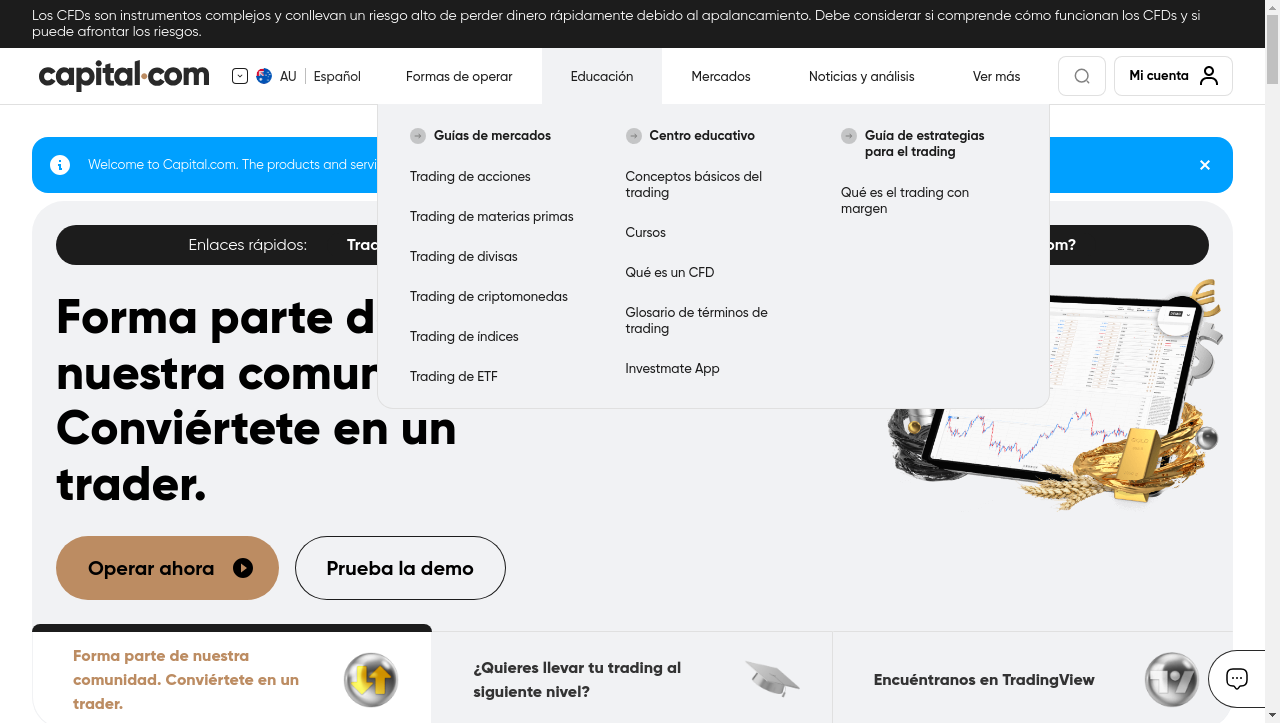 Los CFDs son instrumentos complejos y conllevan un riesgo alto de perder dinero rápidamente debido al apalancamiento. Debe considerar si comprende cómo funcionan los CFDs y si
puede afrontar los riesgos.
capital.com
AU
Español
Formas de operar
Educación
Mercados
Noticias y análisis
Ver más
Mi cuenta
Guías de mercados
Trading de acciones
Trading de materias primas
Trading de divisas
Trading de criptomonedas
Trading de índices
Trading de ETF
Centro educativo
Conceptos básicos del
trading
Cursos
Qué es un CFD
Glosario de términos de
trading
Investmate App
Guía de estrategias
para el trading
Qué es el trading con
margen
Welcome to Capital.com. The products and servi
Enlaces rápidos:
Forma parte d
nuestra comun
Conviértete en un
trader.
Operar ahora
Prueba la demo
Forma parte de nuestra
comunidad. Conviértete en un
trader.
¿Quieres llevar tu trading al
siguiente nivel?
Encuéntranos en TradingView